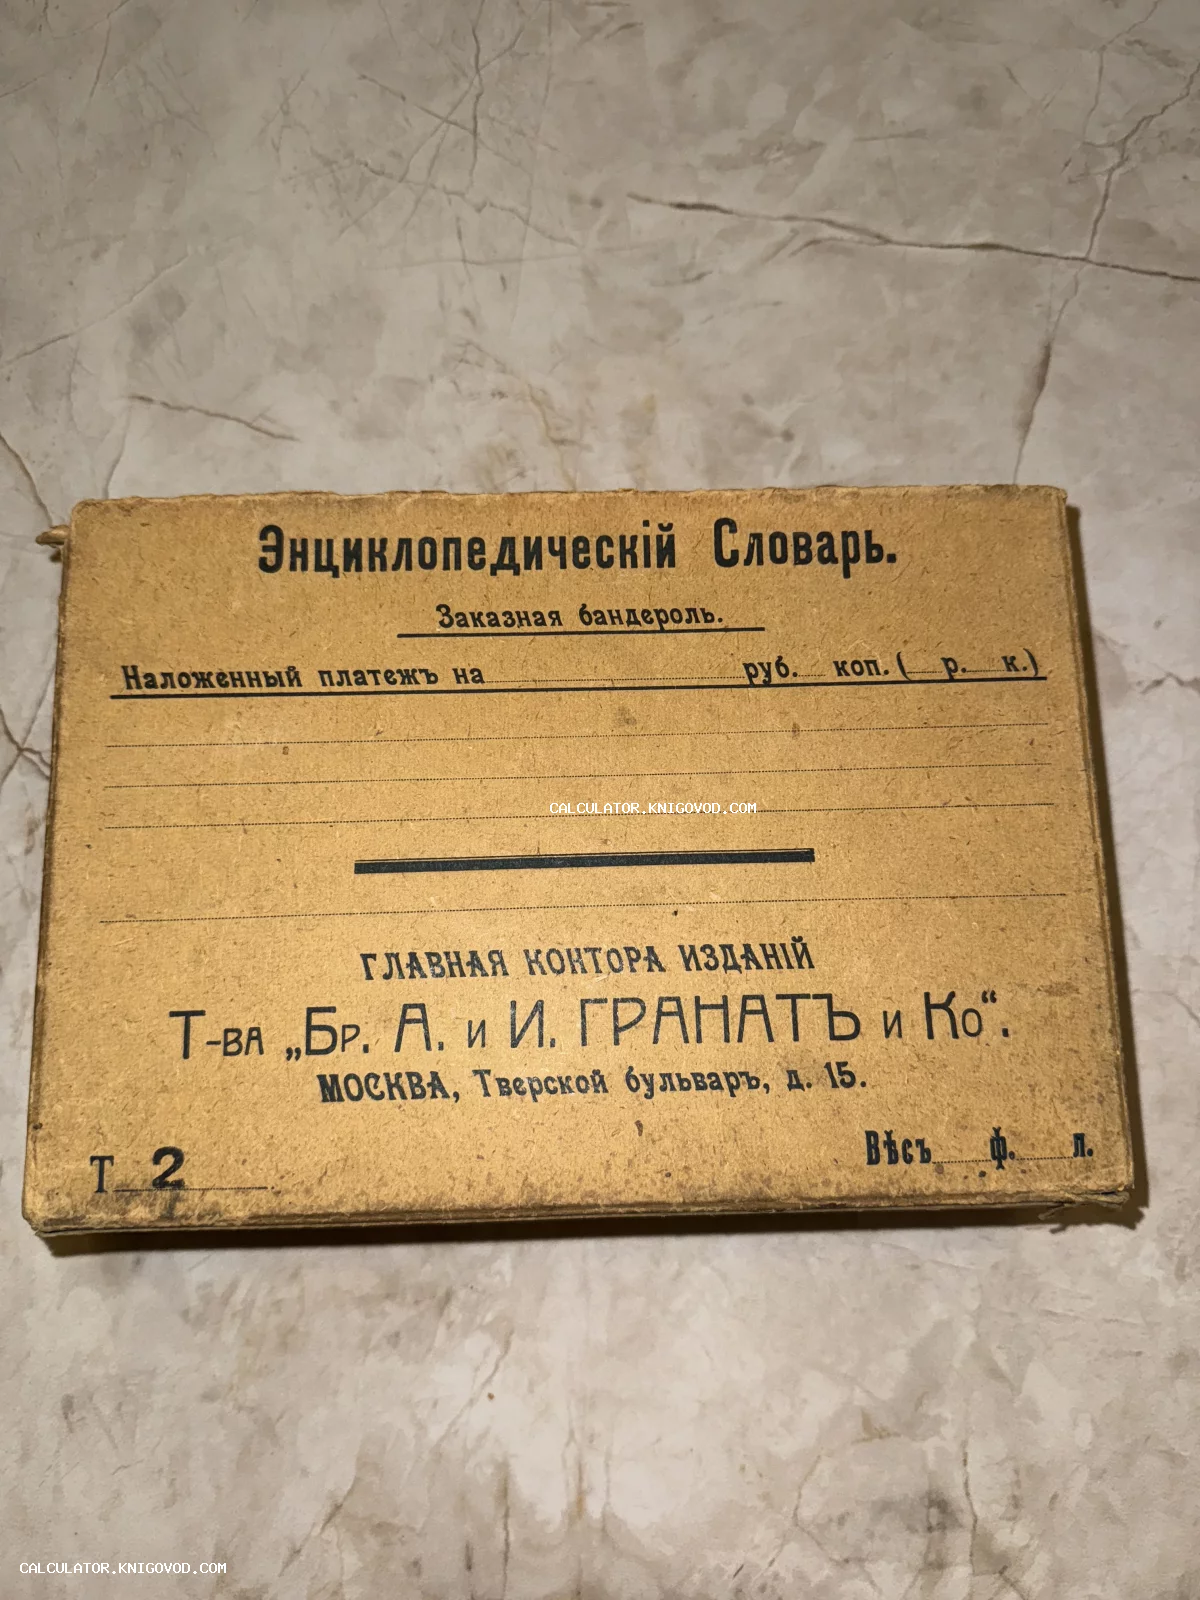 Энциклопедическій Словарь.
Заказная бандероль.
Наложенный платежъ на руб. коп. ( р. к.)
CALCULATOR.KNIGOVOD.COM
ГЛАВНАЯ КОНТОРА ИЗДАНІЙ
Т-ВА „БР. А. и И. ГРАНАТЪ и Ко“.
МОСКВА, Тверской бульваръ, д. 15.
Вѣсъ ф. л.
Т 2
CALCULATOR.KNIGOVOD.COM